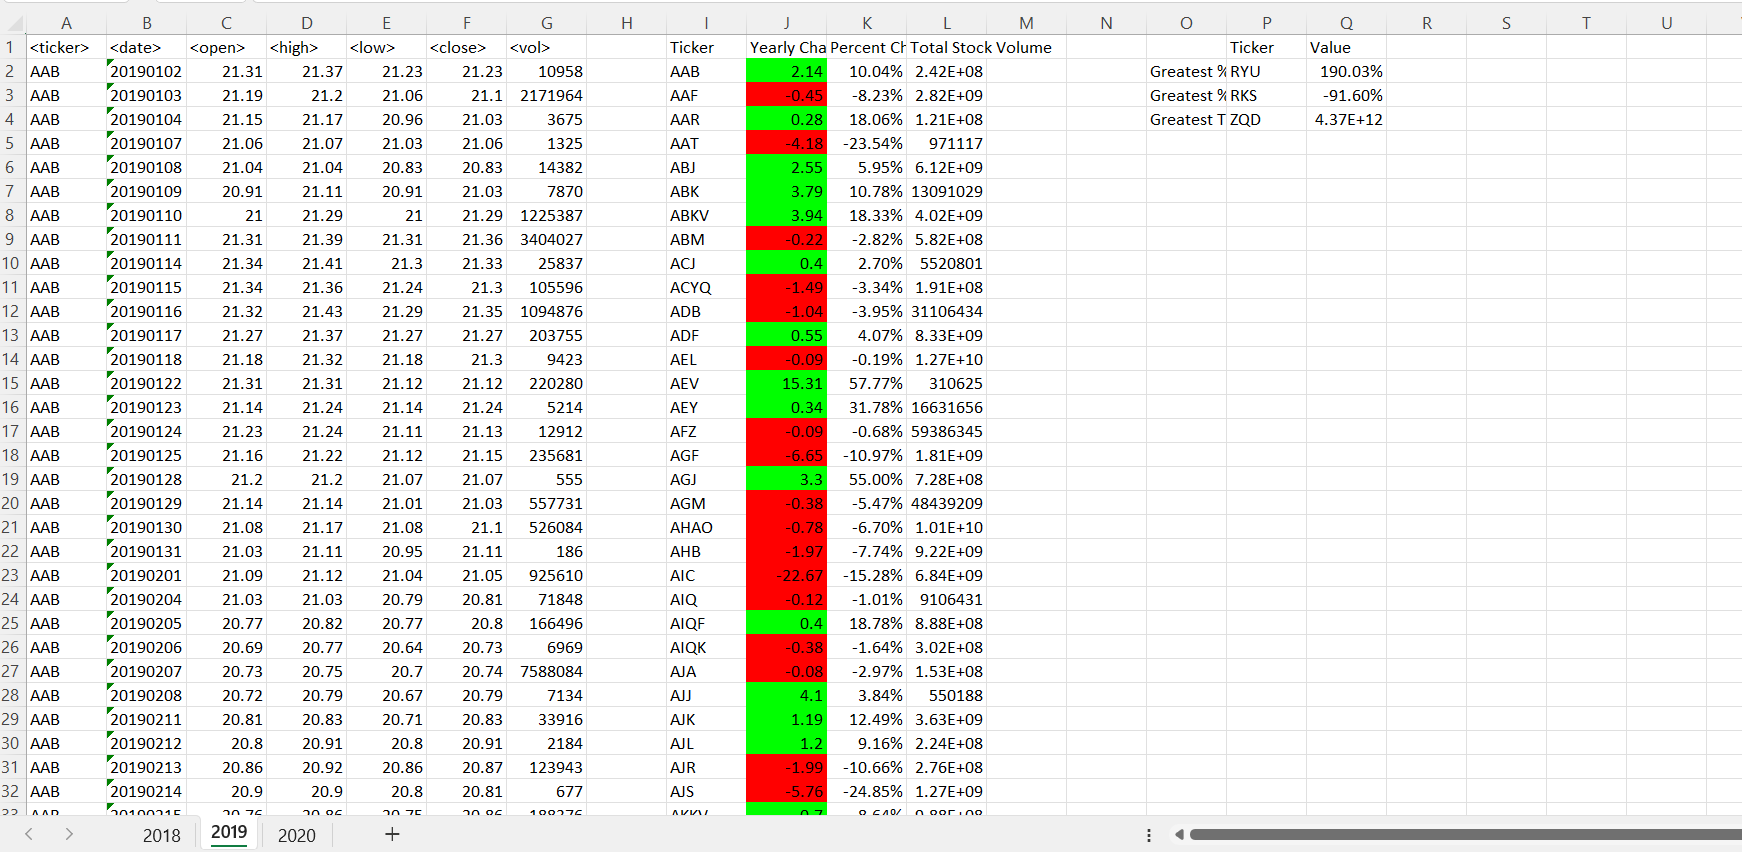 A B C D E F G H I J K L M N O P Q R S T U
1 <ticker> <date> <open> <high> <low> <close> <vol> Ticker Yearly Cha Percent Ch Total Stock Volume Ticker Value
2 AAB 20190102 21.31 21.37 21.23 21.23 10958 AAB 2.14 10.04% 2.42E+08 Greatest % RYU 190.03%
3 AAB 20190103 21.19 21.2 21.06 21.1 2171964 AAF -0.45 -8.23% 2.82E+09 Greatest % RKS -91.60%
4 AAB 20190104 21.15 21.17 20.96 21.03 3675 AAR 0.28 18.06% 1.21E+08 Greatest T ZQD 4.37E+12
5 AAB 20190107 21.06 21.07 21.03 21.06 1325 AAT -4.18 -23.54% 971117
6 AAB 20190108 21.04 21.04 20.83 20.83 14382 ABJ 2.55 5.95% 6.12E+09
7 AAB 20190109 20.91 21.11 20.91 21.03 7870 ABK 3.79 10.78% 13091029
8 AAB 20190110 21 21.29 21 21.29 1225387 ABKV 3.94 18.33% 4.02E+09
9 AAB 20190111 21.31 21.39 21.31 21.36 3404027 ABM -0.22 -2.82% 5.82E+08
10 AAB 20190114 21.34 21.41 21.3 21.33 25837 ACJ 0.4 2.70% 5520801
11 AAB 20190115 21.34 21.36 21.24 21.3 105596 ACYQ -1.49 -3.34% 1.91E+08
12 AAB 20190116 21.32 21.43 21.29 21.35 1094876 ADB -1.04 -3.95% 31106434
13 AAB 20190117 21.27 21.37 21.27 21.27 203755 ADF 0.55 4.07% 8.33E+09
14 AAB 20190118 21.18 21.32 21.18 21.3 9423 AEL -0.09 -0.19% 1.27E+10
15 AAB 20190122 21.31 21.31 21.12 21.12 220280 AEV 15.31 57.77% 310625
16 AAB 20190123 21.14 21.24 21.14 21.24 5214 AEY 0.34 31.78% 16631656
17 AAB 20190124 21.23 21.24 21.11 21.13 12912 AFZ -0.09 -0.68% 59386345
18 AAB 20190125 21.16 21.22 21.12 21.15 235681 AGF -6.65 -10.97% 1.81E+09
19 AAB 20190128 21.2 21.2 21.07 21.07 555 AGJ 3.3 55.00% 7.28E+08
20 AAB 20190129 21.14 21.14 21.01 21.03 557731 AGM -0.38 -5.47% 48439209
21 AAB 20190130 21.08 21.17 21.08 21.1 526084 AHAO -0.78 -6.70% 1.01E+10
22 AAB 20190131 21.03 21.11 20.95 21.11 186 AHB -1.97 -7.74% 9.22E+09
23 AAB 20190201 21.09 21.12 21.04 21.05 925610 AIC -22.67 -15.28% 6.84E+09
24 AAB 20190204 21.03 21.03 20.79 20.81 71848 AIQ -0.12 -1.01% 9106431
25 AAB 20190205 20.77 20.82 20.77 20.8 166496 AIQF 0.4 18.78% 8.88E+08
26 AAB 20190206 20.69 20.77 20.64 20.73 6969 AIQK -0.38 -1.64% 3.02E+08
27 AAB 20190207 20.73 20.75 20.7 20.74 7588084 AJA -0.08 -2.97% 1.53E+08
28 AAB 20190208 20.72 20.79 20.67 20.79 7134 AJJ 4.1 3.84% 550188
29 AAB 20190211 20.81 20.83 20.71 20.83 33916 AJK 1.19 12.49% 3.63E+09
30 AAB 20190212 20.8 20.91 20.8 20.91 2184 AJL 1.2 9.16% 2.24E+08
31 AAB 20190213 20.86 20.92 20.86 20.87 123943 AJR -1.99 -10.66% 2.76E+08
32 AAB 20190214 20.9 20.9 20.8 20.81 677 AJS -5.76 -24.85% 1.27E+09
2018 2019 2020